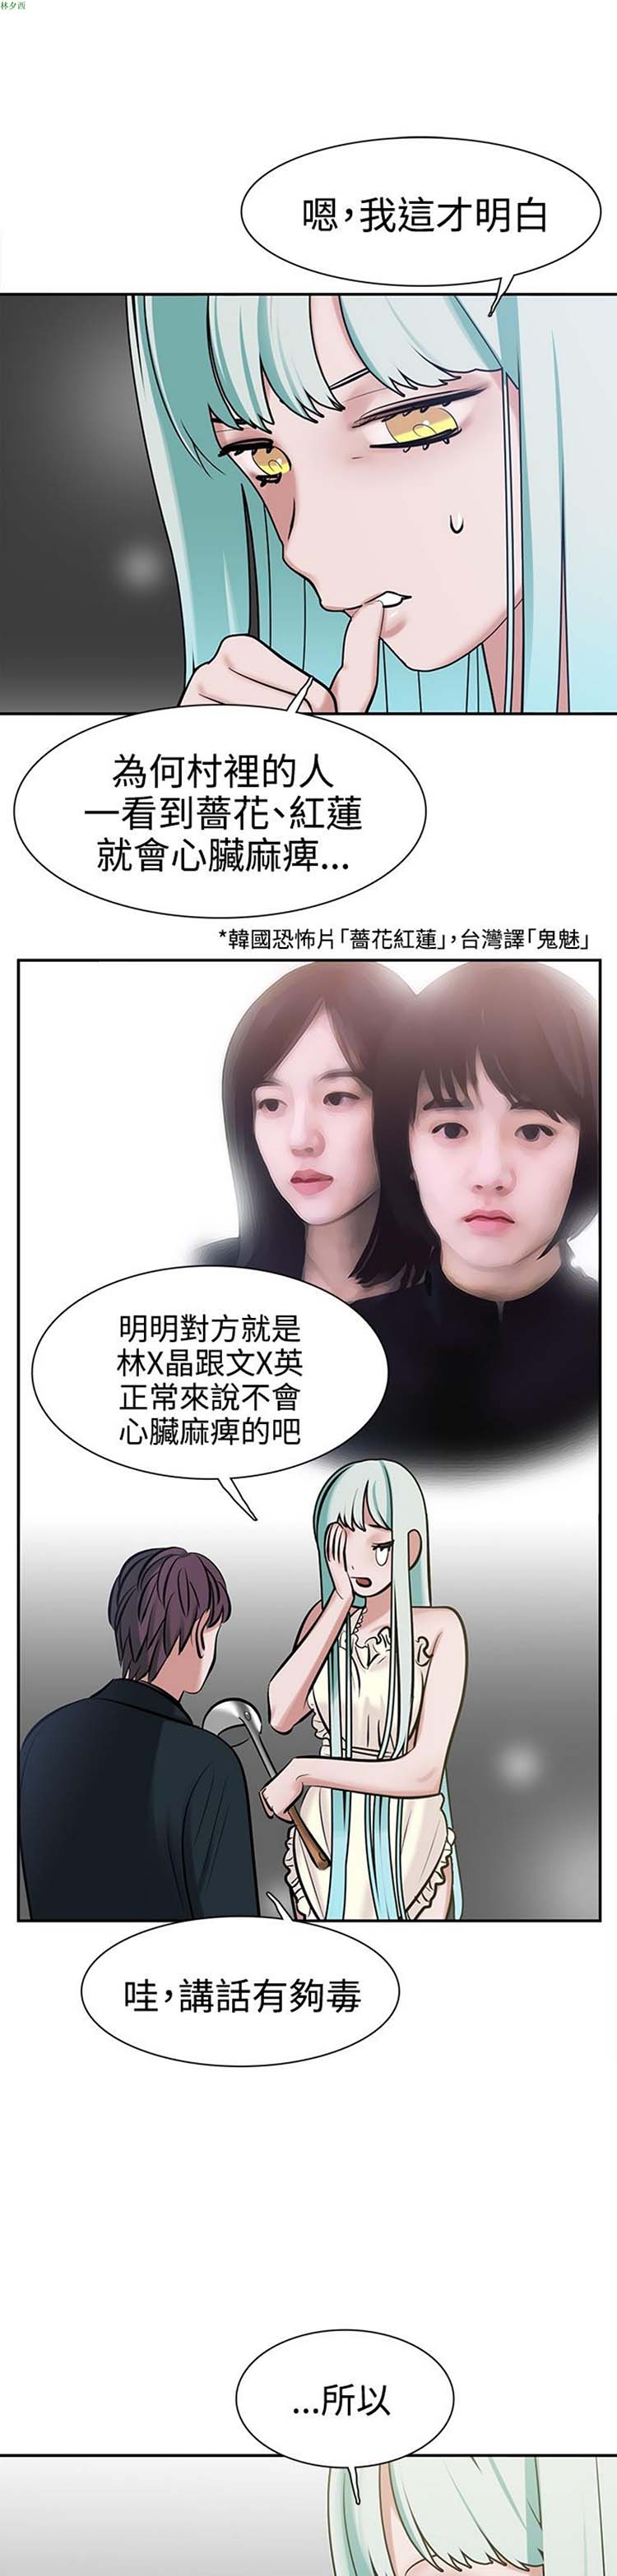 林夕西
嗯，我這才明白
為何村裡的人
一看到薔花、紅蓮
就會心臟麻痺…
*韓國恐怖片「薔花紅蓮」，台灣譯「鬼魅」
明明對方就是
林X晶跟文X英
正常來說不會
心臟麻痺的吧
哇，講話有夠毒
…所以